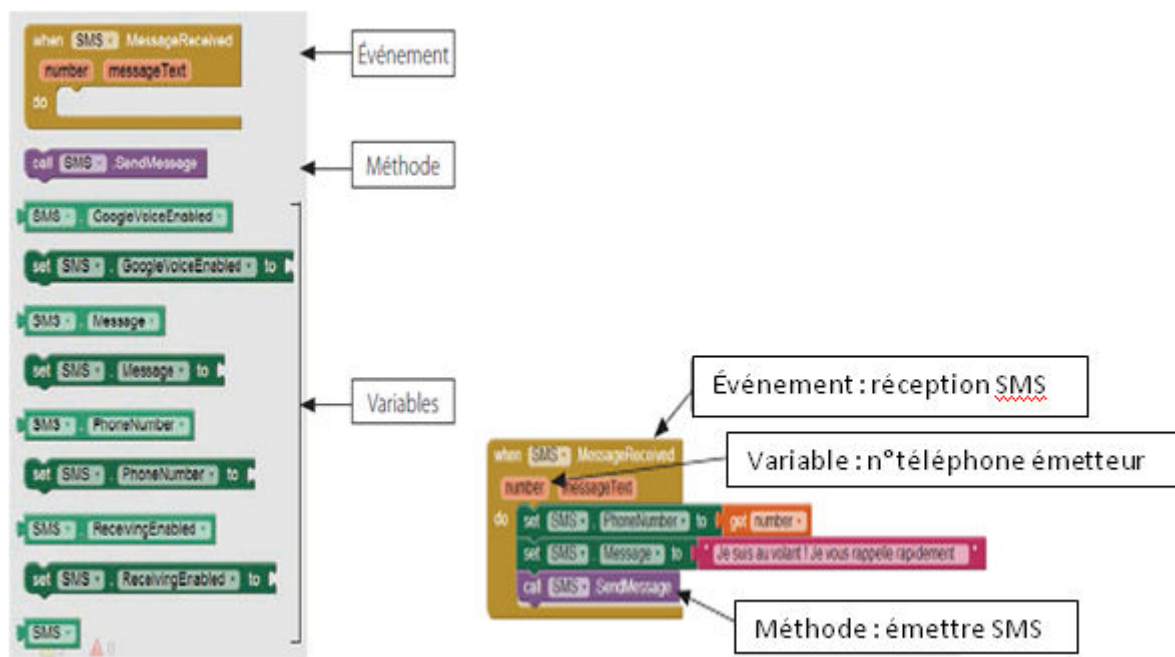 when SMS .MessageReceived
number messageText
do
Événement
call SMS .SendMessage
Méthode
SMS . GoogleVoiceEnabled
set SMS . GoogleVoiceEnabled to
SMS . Message
set SMS . Message to
SMS . PhoneNumber
set SMS . PhoneNumber to
SMS . ReceivingEnabled
set SMS . ReceivingEnabled to
SMS
0
Variables
Événement : réception SMS
Variable : n°téléphone émetteur
when SMS .MessageReceived
number messageText
do set SMS . PhoneNumber to get number
set SMS . Message to " Je suis au volant ! Je vous rappelle rapidement "
call SMS .SendMessage
Méthode : émettre SMS